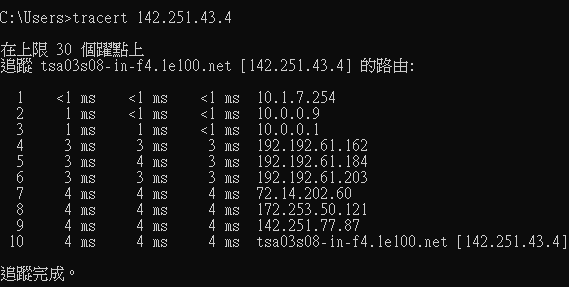 C:\Users>tracert 142.251.43.4
在上限 30 個躍點上
追蹤 tsa03s08-in-f4.1e100.net [142.251.43.4] 的路由:
1 <1 ms <1 ms <1 ms 10.1.7.254
2 1 ms <1 ms <1 ms 10.0.0.9
3 1 ms 1 ms <1 ms 10.0.0.1
4 3 ms 3 ms 3 ms 192.192.61.162
5 3 ms 4 ms 3 ms 192.192.61.184
6 3 ms 3 ms 3 ms 192.192.61.203
7 4 ms 4 ms 4 ms 72.14.202.60
8 4 ms 4 ms 4 ms 172.253.50.121
9 4 ms 4 ms 4 ms 142.251.77.87
10 4 ms 4 ms 4 ms tsa03s08-in-f4.1e100.net [142.251.43.4]
追蹤完成。